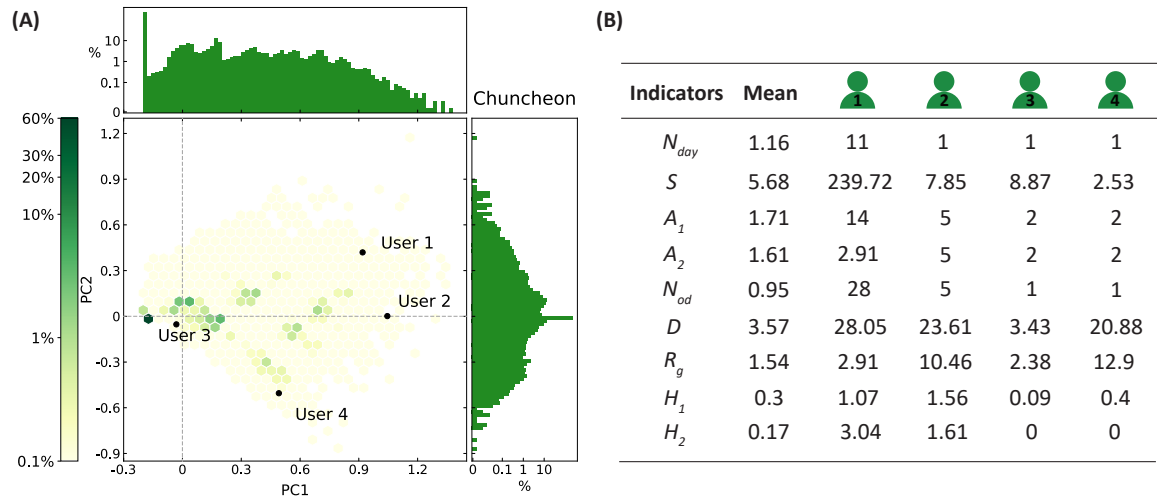 (A)
%
10
1
0.1
0
Chuncheon
60%
30%
20%
10%
1%
0.1%
PC2
1.2
0.9
0.6
0.3
0
-0.3
-0.6
-0.9
User 1
User 2
User 3
User 4
-0.3 0 0.3 0.6 0.9 1.2
PC1
0 0.1 1 10
%
(B)
Indicators Mean 1 2 3 4
N_day 1.16 11 1 1 1
S 5.68 239.72 7.85 8.87 2.53
A_1 1.71 14 5 2 2
A_2 1.61 2.91 5 2 2
N_od 0.95 28 5 1 1
D 3.57 28.05 23.61 3.43 20.88
R_g 1.54 2.91 10.46 2.38 12.9
H_1 0.3 1.07 1.56 0.09 0.4
H_2 0.17 3.04 1.61 0 0